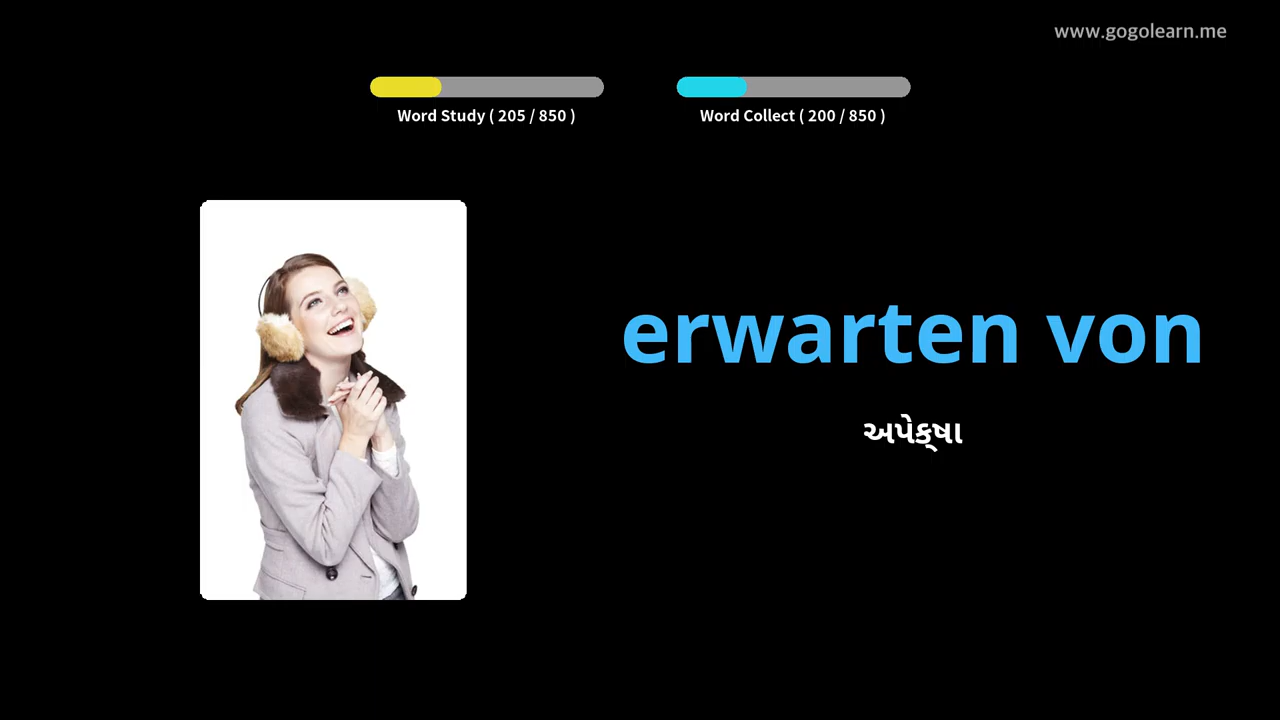 www.gogolearn.me
Word Study ( 205 / 850 )
Word Collect ( 200 / 850 )
erwarten von
અપેક્ષા